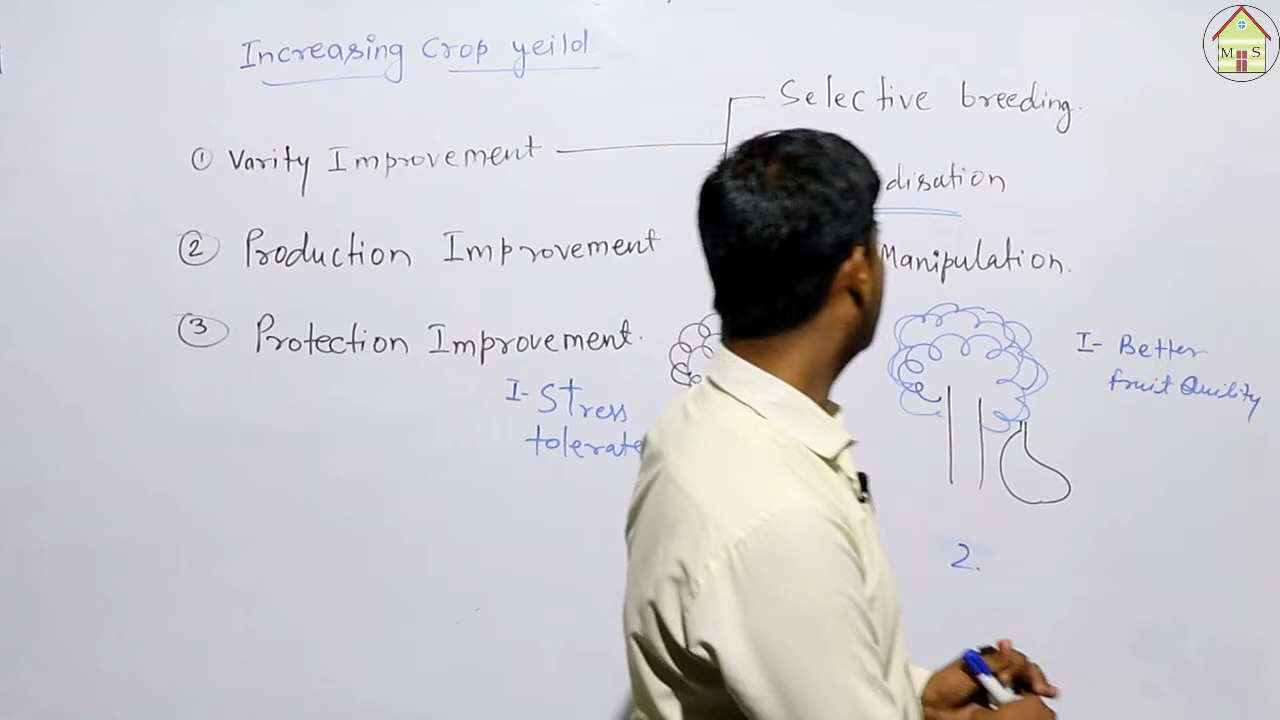 Increasing Crop yeild
Selective breeding.
① Varity Improvement
disation
② Production Improvement
Manipulation.
③ Protection Improvement.
I- Stress
tolerate
I- Better
fruit Quility
2.
M S